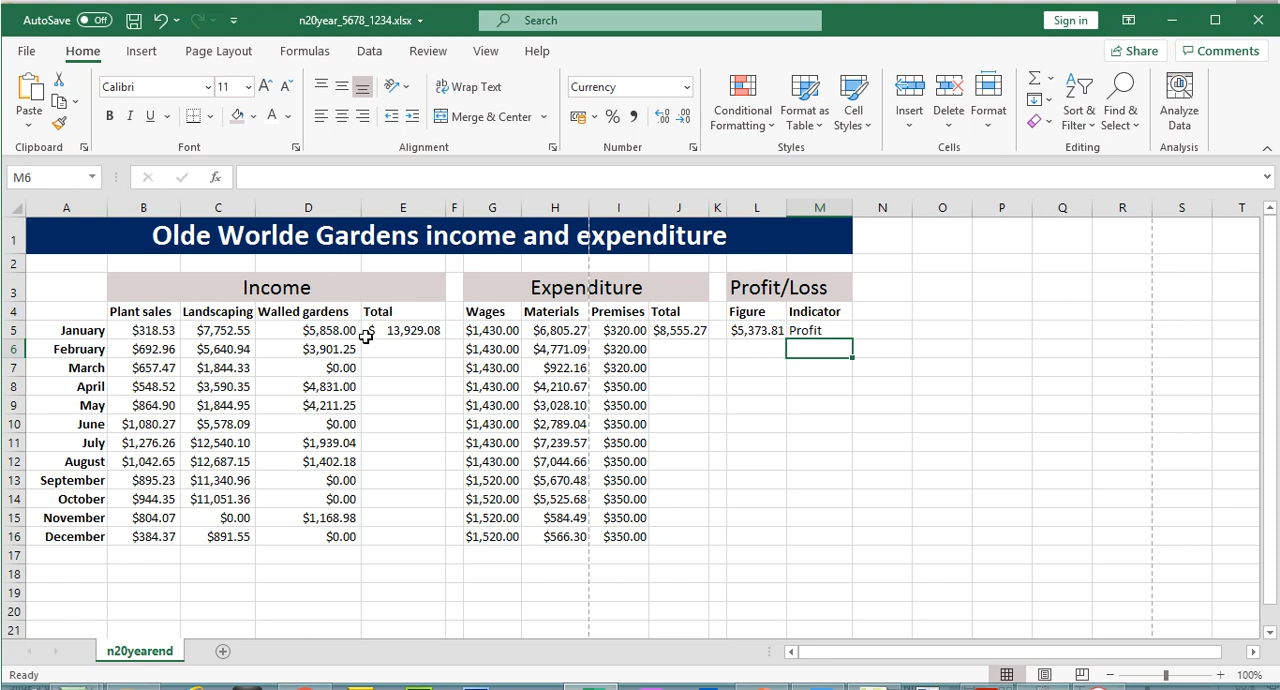 AutoSave Off n20year_5678_1234.xlsx Search Sign in
File Home Insert Page Layout Formulas Data Review View Help Share Comments
Paste Calibri 11 Wrap Text Currency Conditional Formatting Format as Table Cell Styles Insert Delete Format Sort & Filter Find & Select Analyze Data
B I U A Merge & Center % 9
Clipboard Font Alignment Number Styles Cells Editing Analysis
M6 fx
A B C D E F G H I J K L M N O P Q R S T
1 Olde Worlde Gardens income and expenditure
2
3 Income Expenditure Profit/Loss
4 Plant sales Landscaping Walled gardens Total Wages Materials Premises Total Figure Indicator
5 January $318.53 $7,752.55 $5,858.00 $ 13,929.08 $1,430.00 $6,805.27 $320.00 $8,555.27 $5,373.81 Profit
6 February $692.96 $5,640.94 $3,901.25 $1,430.00 $4,771.09 $320.00
7 March $657.47 $1,844.33 $0.00 $1,430.00 $922.16 $320.00
8 April $548.52 $3,590.35 $4,831.00 $1,430.00 $4,210.67 $350.00
9 May $864.90 $1,844.95 $4,211.25 $1,430.00 $3,028.10 $350.00
10 June $1,080.27 $5,578.09 $0.00 $1,430.00 $2,789.04 $350.00
11 July $1,276.96 $12,540.10 $1,939.04 $1,430.00 $7,239.57 $350.00
12 August $1,042.65 $12,687.15 $1,402.18 $1,430.00 $7,044.66 $350.00
13 September $895.23 $11,340.96 $0.00 $1,520.00 $5,670.48 $350.00
14 October $944.35 $11,051.36 $0.00 $1,520.00 $5,525.68 $350.00
15 November $804.07 $0.00 $1,168.98 $1,520.00 $584.49 $350.00
16 December $384.37 $891.55 $0.00 $1,520.00 $566.30 $350.00
17
18
19
20
21
n20yearend
Ready 100%